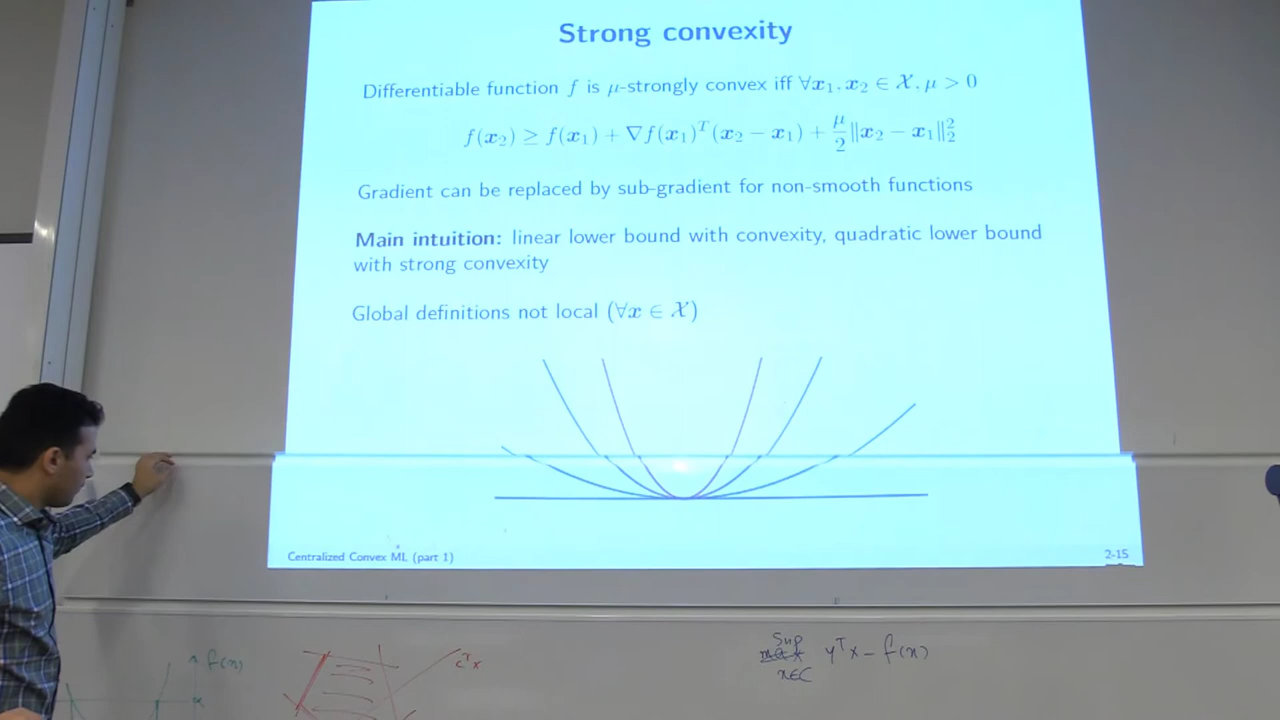 Strong convexity
Differentiable function f is μ-strongly convex iff ∀x₁, x₂ ∈ 𝒳, μ > 0
f(x₂) ≥ f(x₁) + ∇f(x₁)ᵀ(x₂ − x₁) + μ/2 ‖x₂ − x₁‖₂²
Gradient can be replaced by sub-gradient for non-smooth functions
Main intuition: linear lower bound with convexity, quadratic lower bound
with strong convexity
Global definitions not local (∀x ∈ 𝒳)
Centralized Convex ML (part 1)
2-15
f(x)
cᵀx
Sup
x∈C
yᵀx − f(x)